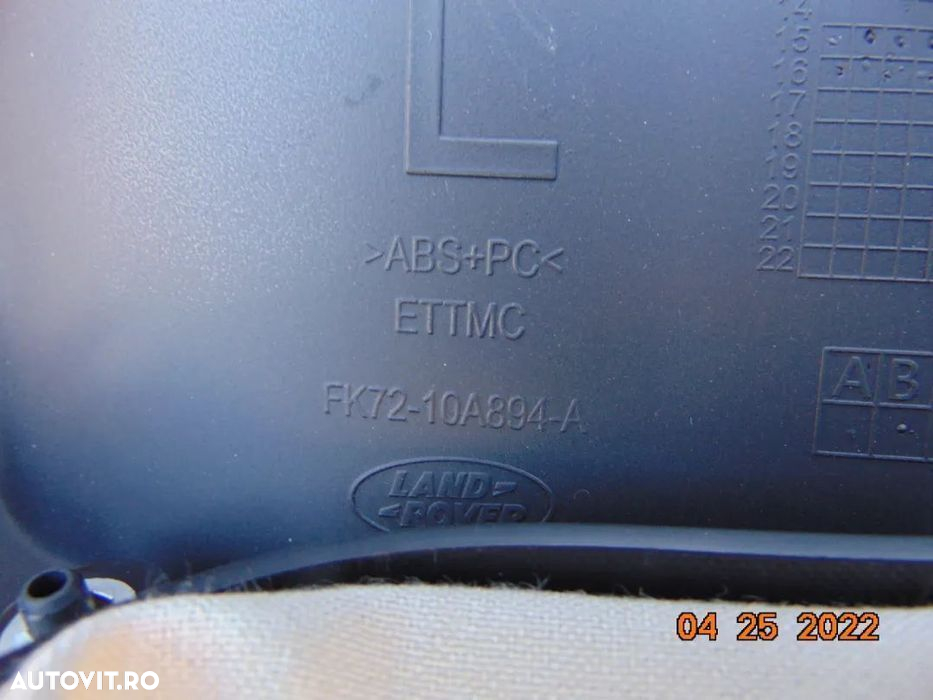 L
14
15
16
17
18
19
20
21
22
>ABS+PC<
ETTMC
A B
FK72-10A894-A
LAND
ROVER
04 25 2022
AUTOVIT.RO